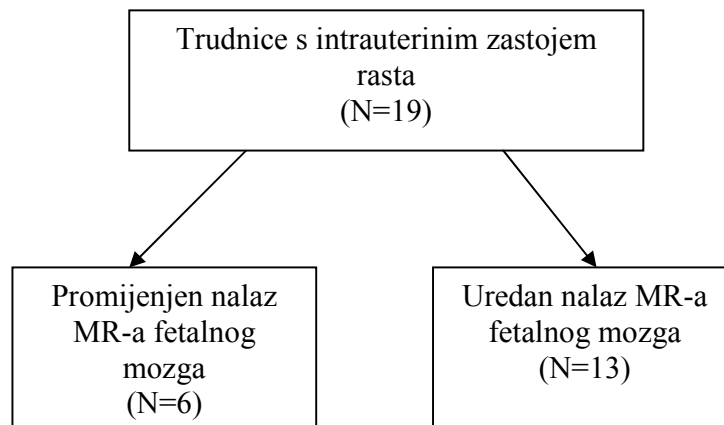 Trudnice s intrauterinim zastojem
rasta
(N=19)
Promijenjen nalaz
MR-a fetalnog
mozga
(N=6)
Uredan nalaz MR-a
fetalnog mozga
(N=13)